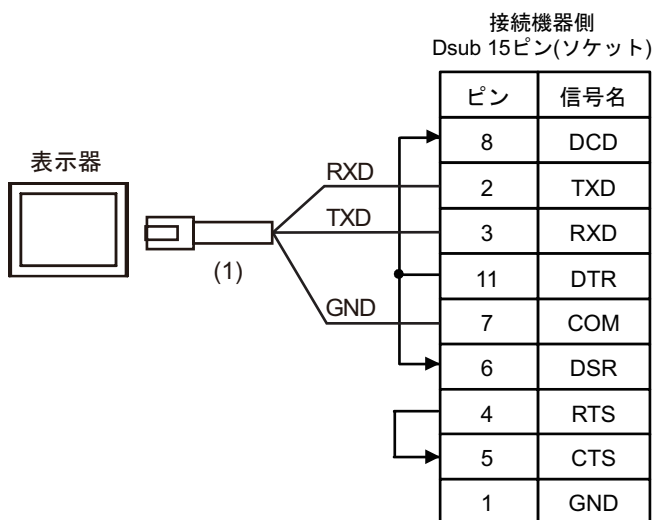 接続機器側
Dsub 15ピン(ソケット)
ピン 信号名
8 DCD
表示器
RXD
2 TXD
TXD
3 RXD
(1)
11 DTR
GND
7 COM
6 DSR
4 RTS
5 CTS
1 GND